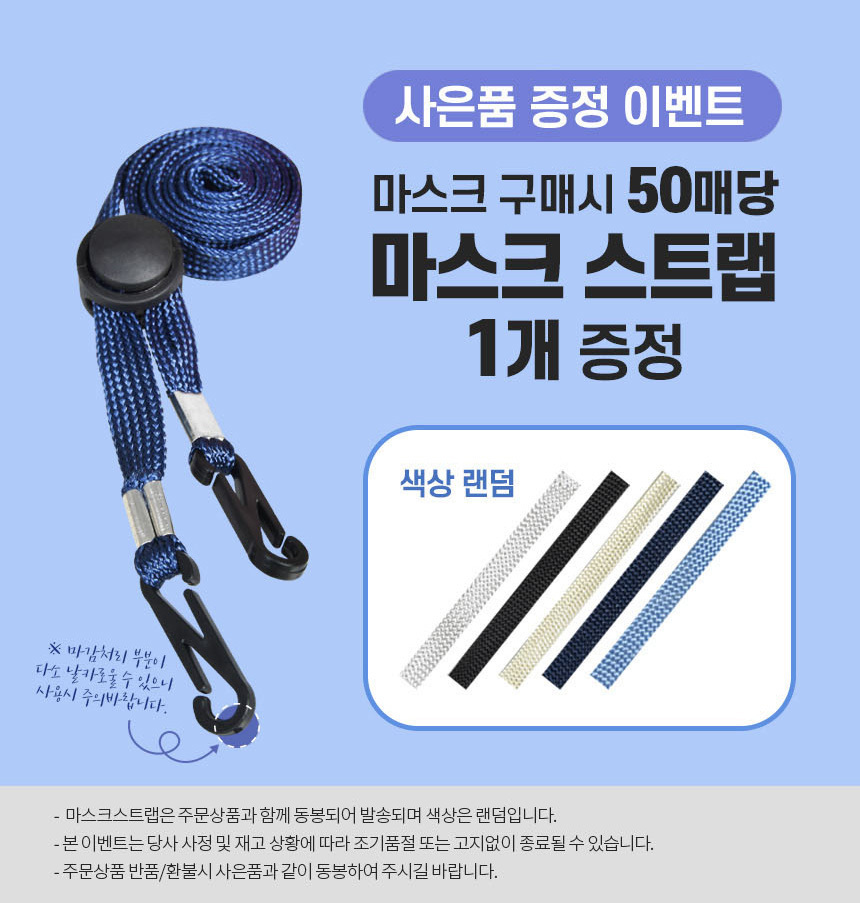 사은품 증정 이벤트
마스크 구매시 50매당
마스크 스트랩
1개 증정
색상 랜덤
※ 마감처리 부분이
다소 날카로울 수 있으니
사용시 주의바랍니다.
- 마스크스트랩은 주문상품과 함께 동봉되어 발송되며 색상은 랜덤입니다.
- 본 이벤트는 당사 사정 및 재고 상황에 따라 조기품절 또는 고지없이 종료될 수 있습니다.
- 주문상품 반품/환불시 사은품과 같이 동봉하여 주시길 바랍니다.